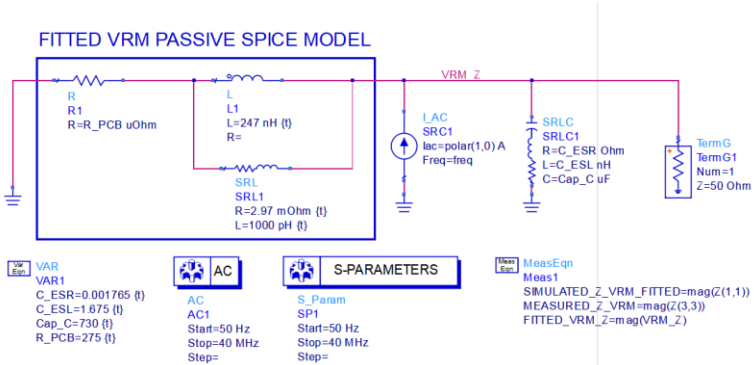 FITTED VRM PASSIVE SPICE MODEL
R
R1
R=R_PCB uOhm
L
L1
L=247 nH {t}
R=
SRL
SRL1
R=2.97 mOhm {t}
L=1000 pH {t}
VRM_Z
I_AC
SRC1
Iac=polar(1,0) A
Freq=freq
SRLC
SRLC1
R=C_ESR Ohm
L=C_ESL nH
C=Cap_C uF
TermG
TermG1
Num=1
Z=50 Ohm
Var
Eqn
VAR
VAR1
C_ESR=0.001765 {t}
C_ESL=1.675 {t}
Cap_C=730 {t}
R_PCB=275 {t}
AC
AC
AC1
Start=50 Hz
Stop=40 MHz
Step=
S-PARAMETERS
S_Param
SP1
Start=50 Hz
Stop=40 MHz
Step=
Meas
Eqn
MeasEqn
Meas1
SIMULATED_Z_VRM_FITTED=mag(Z(1,1))
MEASURED_Z_VRM=mag(Z(3,3))
FITTED_VRM_Z=mag(VRM_Z)